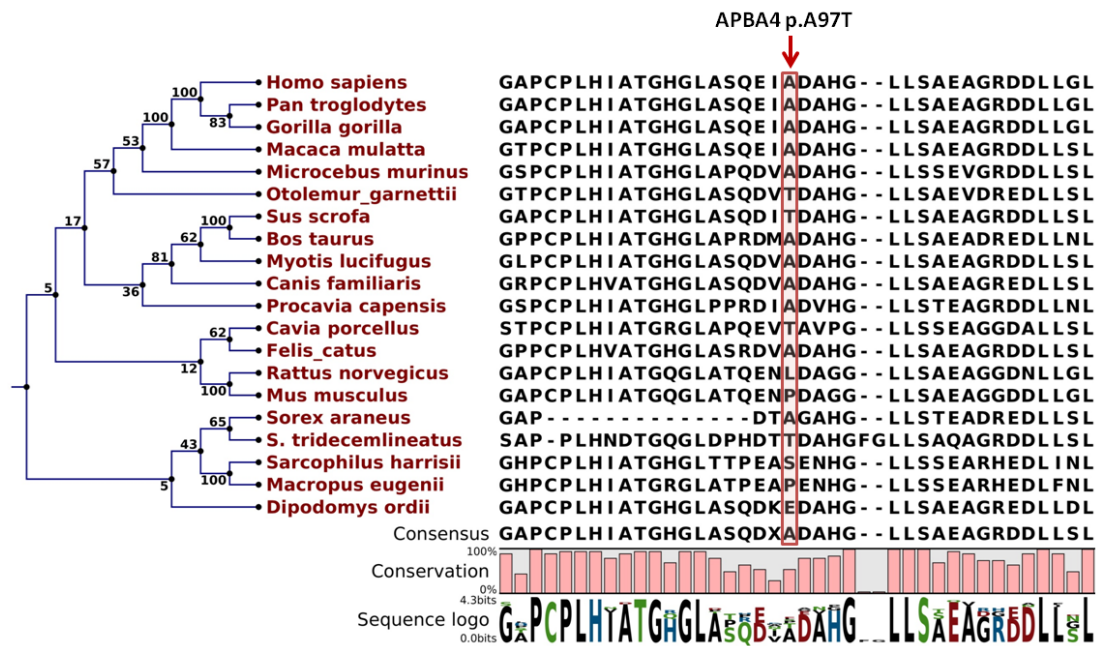 APBA4 p.A97T
100 Homo sapiens GAPCPLHIATGHGLASQEIADAHG--LLSAEAGRDDLLGL
100 83 Pan troglodytes GAPCPLHIATGHGLASQEIADAHG--LLSAEAGRDDLLGL
Gorilla gorilla GAPCPLHIATGHGLASQEIADAHG--LLSAEAGRDDLLGL
53 Macaca mulatta GTPCPLHIATGHGLASQEIADAHG--LLSAEAGRDDLLGL
57 Microcebus murinus GSPCPLHIATGHGLAPQDVADAHG--LLSSEVGRDDLLSL
Otolemur_garnettii GTPCPLHIATGHGLASQDVTDAHG--LLSAEVDREDLLSL
17 100 Sus scrofa GAPCPLHIATGHGLASQDITDAHG--LLSAEAGRDDLLSL
62 Bos taurus GPPCPLHIATGHGLAPRDMADAHG--LLSAEADREDLLNL
81 Myotis lucifugus GLPCPLHIATGHGLASQDVADAHG--LLSAEAGREDLLSL
36 Canis familiaris GRPCPLHVATGHGLASQDVADAHG--LLSAEAGREDLLSL
5 Procavia capensis GSPCPLHIATGHGLPPRDIADVHG--LLSTEAGRDDLLNL
62 Cavia porcellus STPCPLHIATGRGLAPQEVTAVPG--LLSSEAGGDALLSL
12 Felis_catus GPPCPLHVATGHGLASRDVADAHG--LLSAEAGREDLLSL
100 Rattus norvegicus GAPCPLHIATGQGLATQENLDAGG--LLSSEAGGDNLLGL
Mus musculus GAPCPLHIATGQGLATQENPDAGG--LLSAEAGGDDLLGL
65 Sorex araneus GAP--------------DTAGAHG--LLSTEADREDLLSL
43 S. tridecemlineatus SAP-PLHNDTGQGLDPHDTTDAHGFGLLSAQAGRDDLLSL
5 100 Sarcophilus harrisii GHPCPLHIATGHGLTTPEASENHG--LLSSEARHEDLINL
Macropus eugenii GHPCPLHIATGRGLATPEAPENHG--LLSSEARHEDLFNL
Dipodomys ordii GAPCPLHIATGHGLASQDKEDAHG--LLSAEAGREDLLDL
Consensus GAPCPLHIATGHGLASQDXADAHG--LLSAEAGRDDLLSL
100%
Conservation
0%
4.3bits
Sequence logo
0.0bits